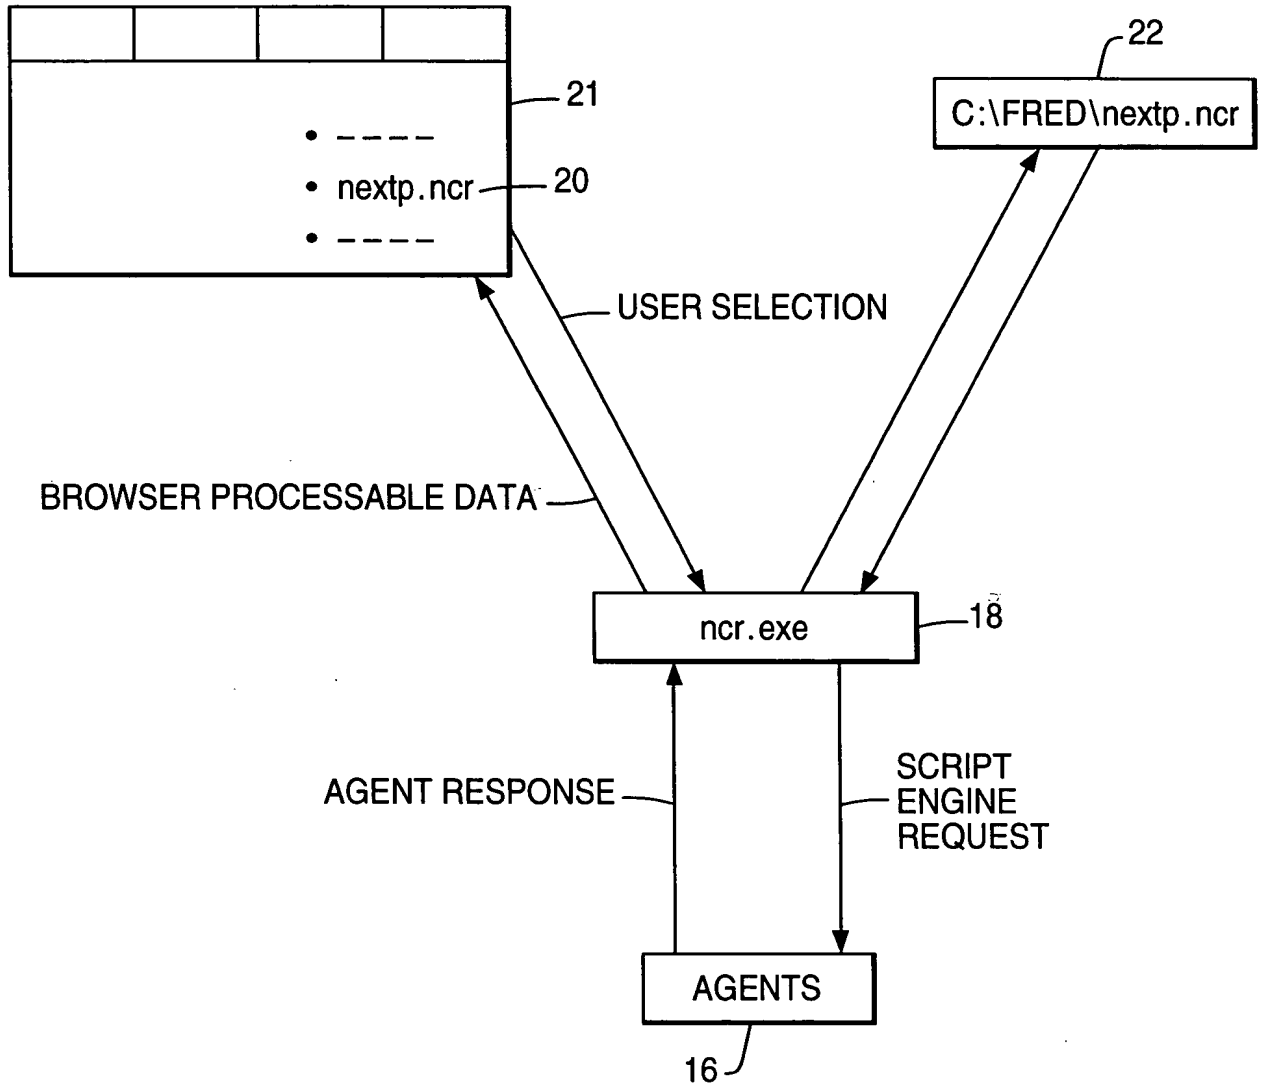 22
21
C:\FRED\nextp.ncr
• ----
• nextp.ncr
20
• ----
USER SELECTION
BROWSER PROCESSABLE DATA
ncr.exe
18
AGENT RESPONSE
SCRIPT
ENGINE
REQUEST
AGENTS
16